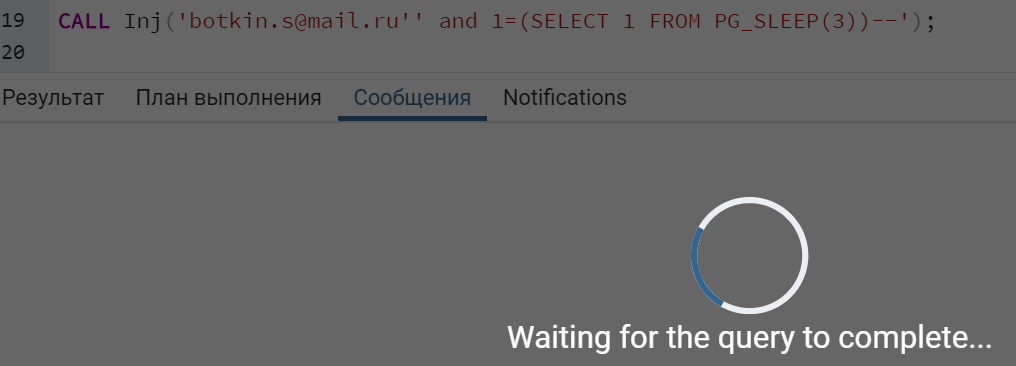 19 CALL Inj('botkin.s@mail.ru'' and 1=(SELECT 1 FROM PG_SLEEP(3))--');
20
Результат План выполнения Сообщения Notifications
Waiting for the query to complete...